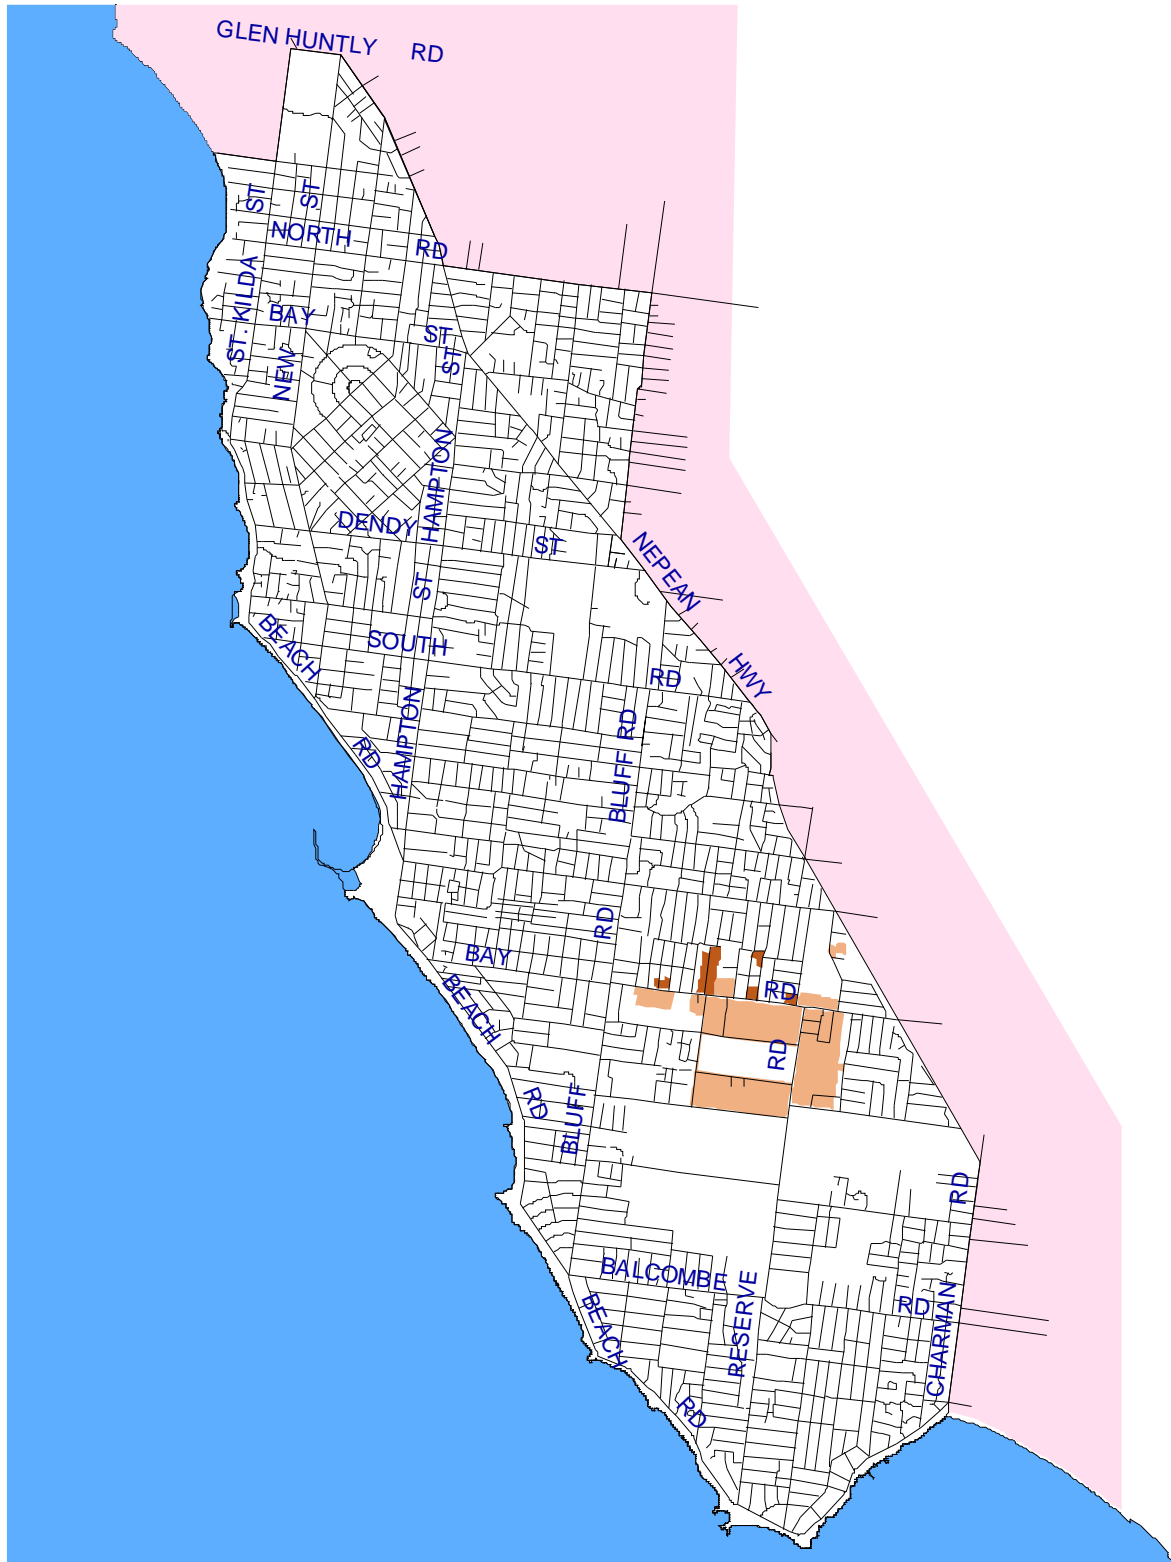 GLEN HUNTLY RD
ST
ST
NORTH RD
ST. KILDA
BAY ST
NEW
ST
HAMPTON
DENDY ST
NEPEAN HWY
ST
BEACH RD
SOUTH RD
HAMPTON
BLUFF RD
RD
BAY RD
BEACH RD
RD
BLUFF
RD
BALCOMBE RD
RESERVE
CHARMAN
BEACH RD